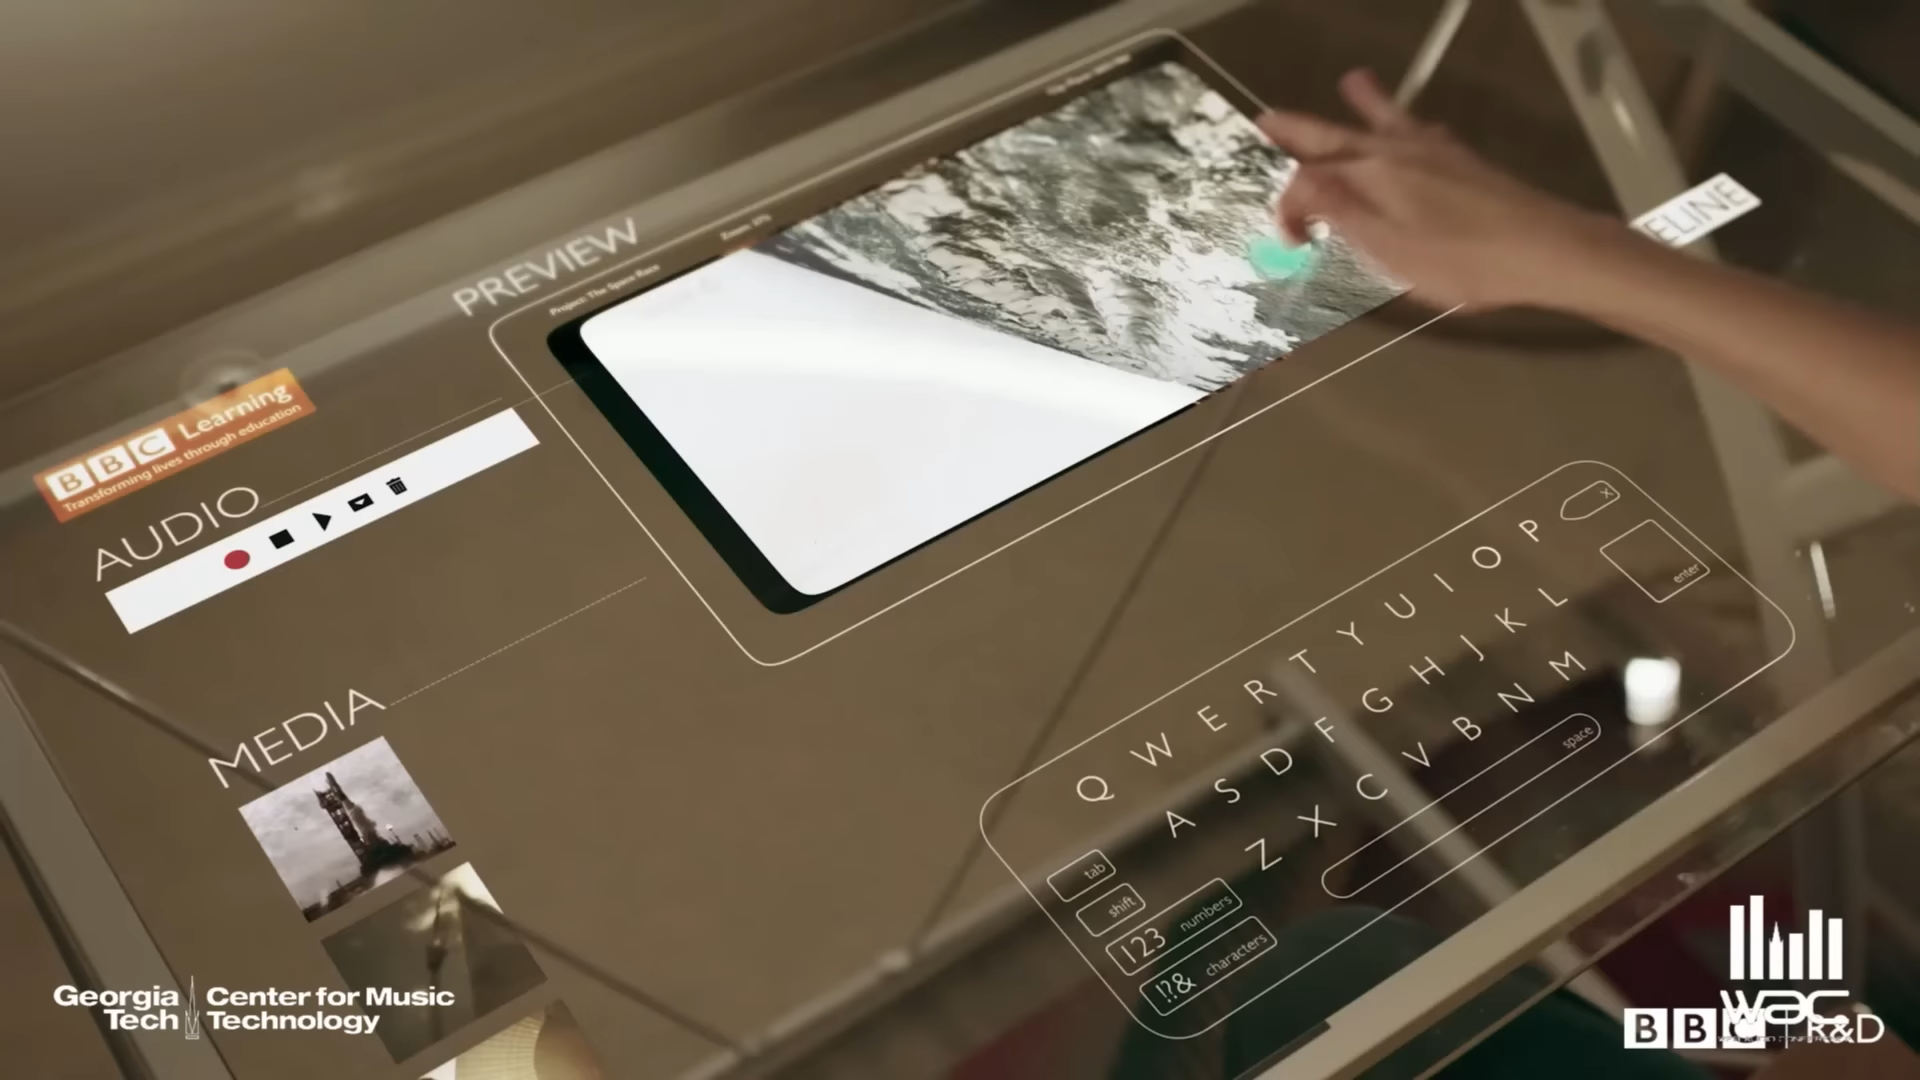 PREVIEW
Project: The Space Race
ELINE
BBC Learning
Transforming lives through education
AUDIO
MEDIA
Q W E R T Y U I O P
A S D F G H J K L
enter
Z X C V B N M
tab
shift
123 numbers
!?& characters
space
Georgia Tech
Center for Music Technology
wac
BBC | R&D